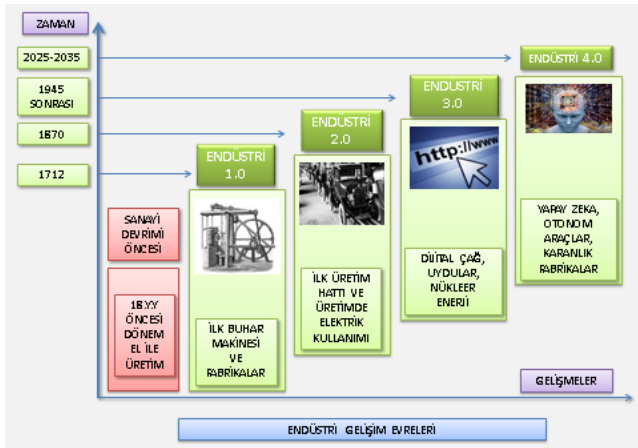 ZAMAN
2025-2035
1945
SONRASI
1870
1712
ENDÜSTRİ 4.0
ENDÜSTRİ
3.0
ENDÜSTRİ
2.0
ENDÜSTRİ
1.0
http://www
SANAYİ
DEVRİMİ
ÖNCESİ
18.YY
ÖNCESİ
DÖNEM
EL İLE
ÜRETİM
İLK BUHAR
MAKİNESİ
VE
FABRİKALAR
İLK ÜRETİM
HATTI VE
ÜRETİMDE
ELEKTRİK
KULLANIMI
DİJİTAL ÇAĞ,
UYDULAR,
NÜKLEER
ENERJİ
YAPAY ZEKA,
OTONOM
ARAÇLAR,
KARANLIK
FABRİKALAR
GELİŞMELER
ENDÜSTRİ GELİŞİM EVRELERİ